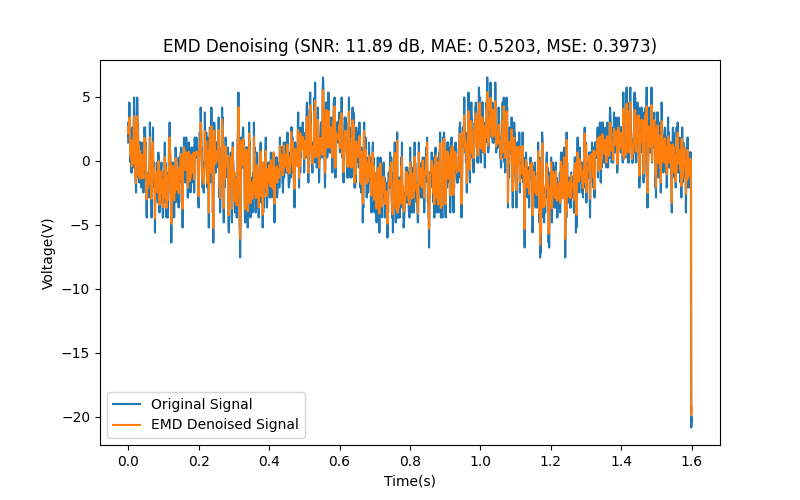 EMD Denoising (SNR: 11.89 dB, MAE: 0.5203, MSE: 0.3973)
5
0
−5
−10
−15
−20
Voltage(V)
Original Signal
EMD Denoised Signal
0.0 0.2 0.4 0.6 0.8 1.0 1.2 1.4 1.6
Time(s)